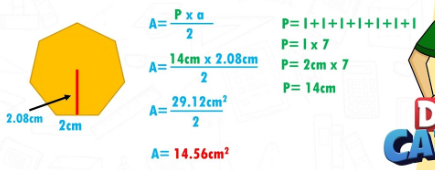 A= P x a / 2
A= 14cm x 2.08cm / 2
A= 29.12cm² / 2
A= 14.56cm²
P= l+l+l+l+l+l+l
P= l x 7
P= 2cm x 7
P= 14cm
2.08cm
2cm